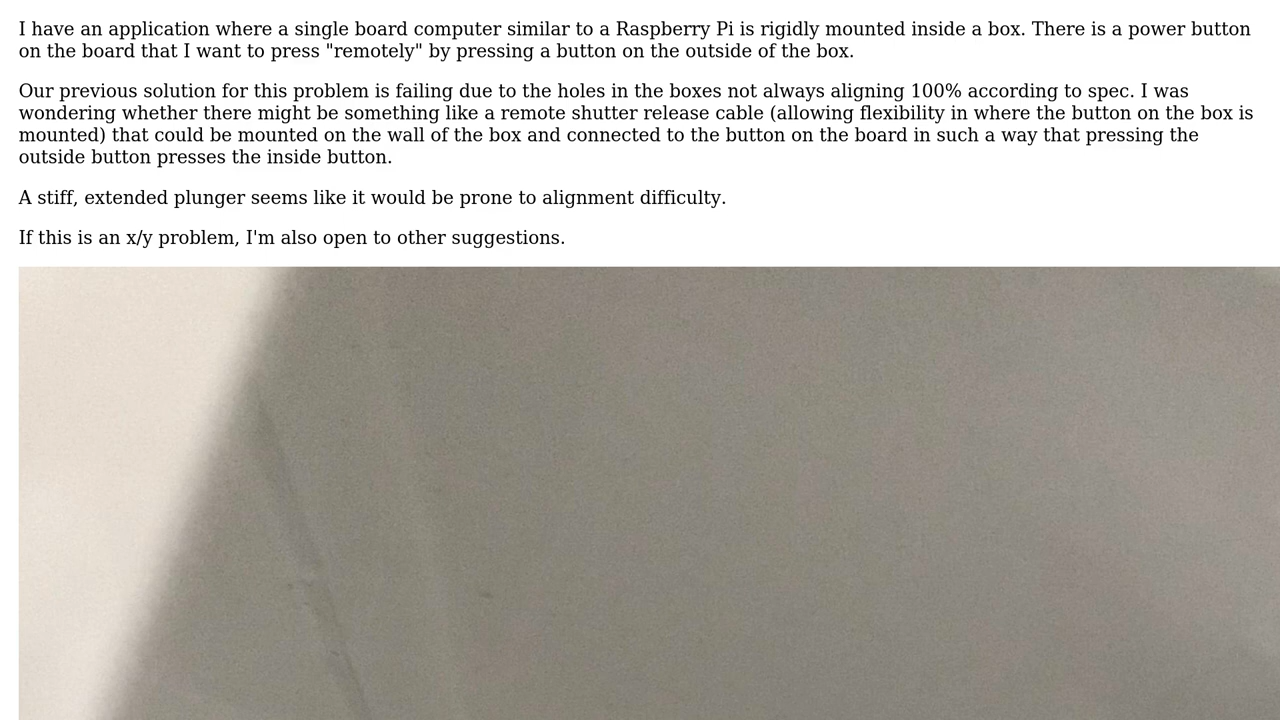 I have an application where a single board computer similar to a Raspberry Pi is rigidly mounted inside a box. There is a power button
on the board that I want to press "remotely" by pressing a button on the outside of the box.
Our previous solution for this problem is failing due to the holes in the boxes not always aligning 100% according to spec. I was
wondering whether there might be something like a remote shutter release cable (allowing flexibility in where the button on the box is
mounted) that could be mounted on the wall of the box and connected to the button on the board in such a way that pressing the
outside button presses the inside button.
A stiff, extended plunger seems like it would be prone to alignment difficulty.
If this is an x/y problem, I'm also open to other suggestions.